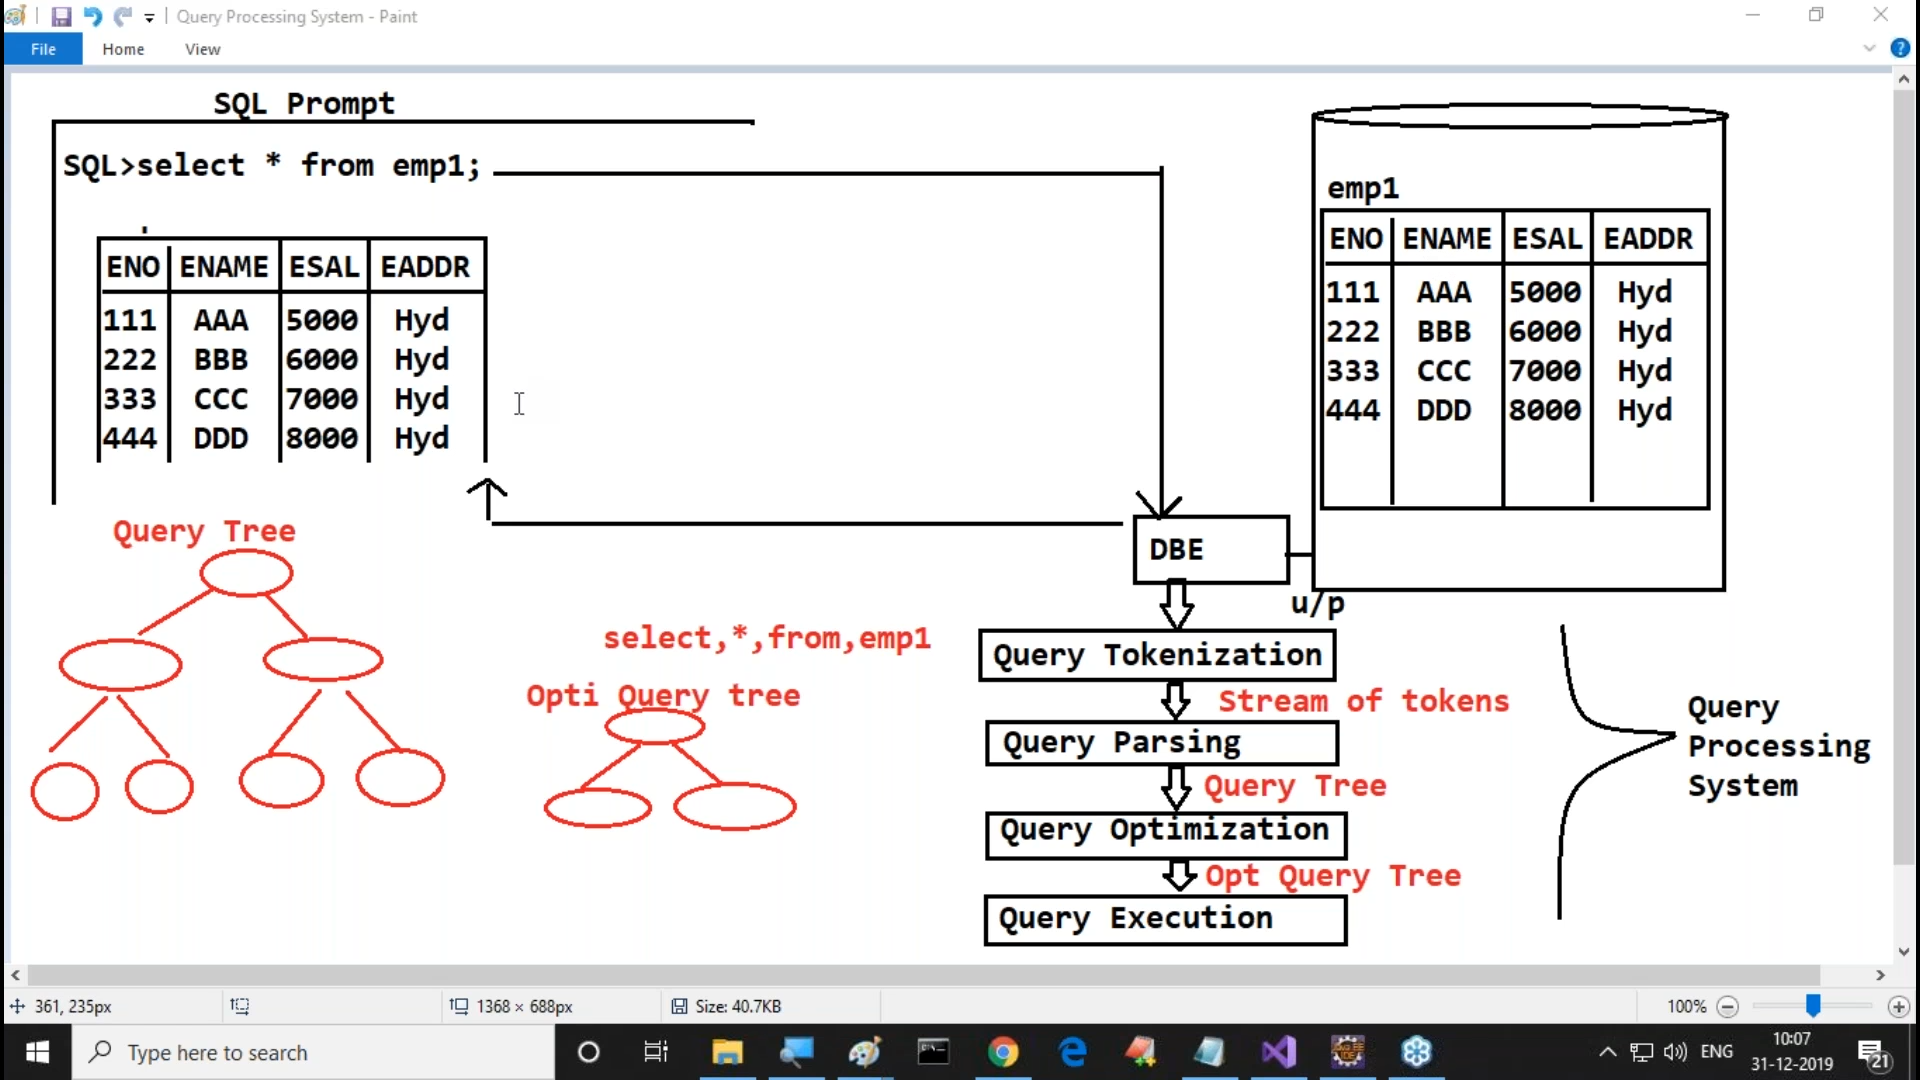 Query Processing System - Paint
File Home View
SQL Prompt
SQL>select * from emp1;
ENO ENAME ESAL EADDR
111 AAA 5000 Hyd
222 BBB 6000 Hyd
333 CCC 7000 Hyd
444 DDD 8000 Hyd
emp1
ENO ENAME ESAL EADDR
111 AAA 5000 Hyd
222 BBB 6000 Hyd
333 CCC 7000 Hyd
444 DDD 8000 Hyd
DBE
u/p
Query Tree
select,*,from,emp1
Opti Query tree
Query Tokenization
Stream of tokens
Query Parsing
Query Tree
Query Optimization
Opt Query Tree
Query Execution
Query
Processing
System
361, 235px
1368 × 688px
Size: 40.7KB
100%
Type here to search
ENG
10:07
31-12-2019
21